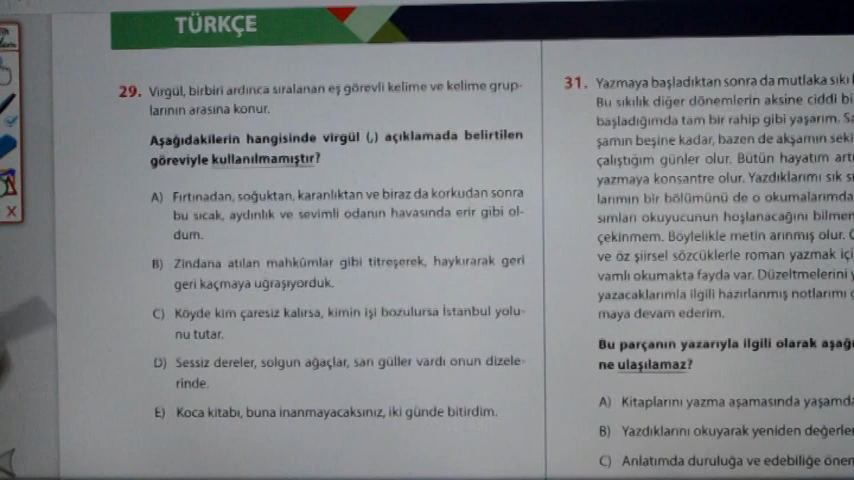 TÜRKÇE
29. Virgül, birbiri ardınca sıralanan eş görevli kelime ve kelime grup-
larının arasına konur.
Aşağıdakilerin hangisinde virgül (,) açıklamada belirtilen
göreviyle kullanılmamıştır?
A) Fırtınadan, soğuktan, karanlıktan ve biraz da korkudan sonra
bu sıcak, aydınlık ve sevimli odanın havasında erir gibi ol-
dum.
B) Zindana atılan mahkûmlar gibi titreşerek, haykırarak geri
geri kaçmaya uğraşıyorduk.
C) Köyde kim çaresiz kalırsa, kimin işi bozulursa İstanbul yolu-
nu tutar.
D) Sessiz dereler, solgun ağaçlar, sarı güller vardı onun dizele-
rinde.
E) Koca kitabı, buna inanmayacaksınız, iki günde bitirdim.
31. Yazmaya başladıktan sonra da mutlaka sıkı
Bu sıkılık diğer dönemlerin aksine ciddi bi
başladığımda tam bir rahip gibi yaşarım. Sa
şamın beşine kadar, bazen de akşamın seki
çalıştığım günler olur. Bütün hayatım artı
yazmaya konsantre olur. Yazdıklarımı sık s
larımın bir bölümünü de o okumalarımda
sımları okuyucunun hoşlanacağını bilmen
çekinmem. Böylelikle metin arınmış olur.
ve öz şiirsel sözcüklerle roman yazmak içi
vamlı okumakta fayda var. Düzeltmelerini y
yazacaklarımla ilgili hazırlanmış notlarımı
maya devam ederim.
Bu parçanın yazarıyla ilgili olarak aşağı
ne ulaşılamaz?
A) Kitaplarını yazma aşamasında yaşamda
B) Yazdıklarını okuyarak yeniden değerle
C) Anlatımda duruluğa ve edebiliğe önen